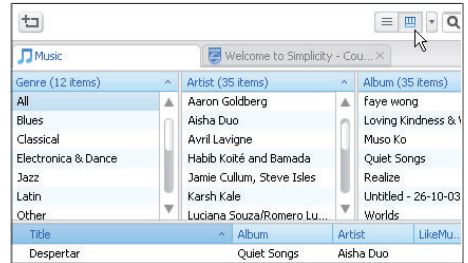 Music
Welcome to Simplicity - Cou...
Genre (12 items)
Artist (35 items)
Album (35 items)
All
Aaron Goldberg
faye wong
Blues
Aisha Duo
Loving Kindness &
Classical
Avril Lavigne
Muso Ko
Electronica & Dance
Habib Koité and Bamada
Quiet Songs
Jazz
Jamie Cullum, Steve Isles
Realize
Latin
Karsh Kale
Untitled - 26-10-03
Other
Luciana Souza/Romero Lu...
Worlds
Title
Album
Artist
LikeMu...
Despertar
Quiet Songs
Aisha Duo